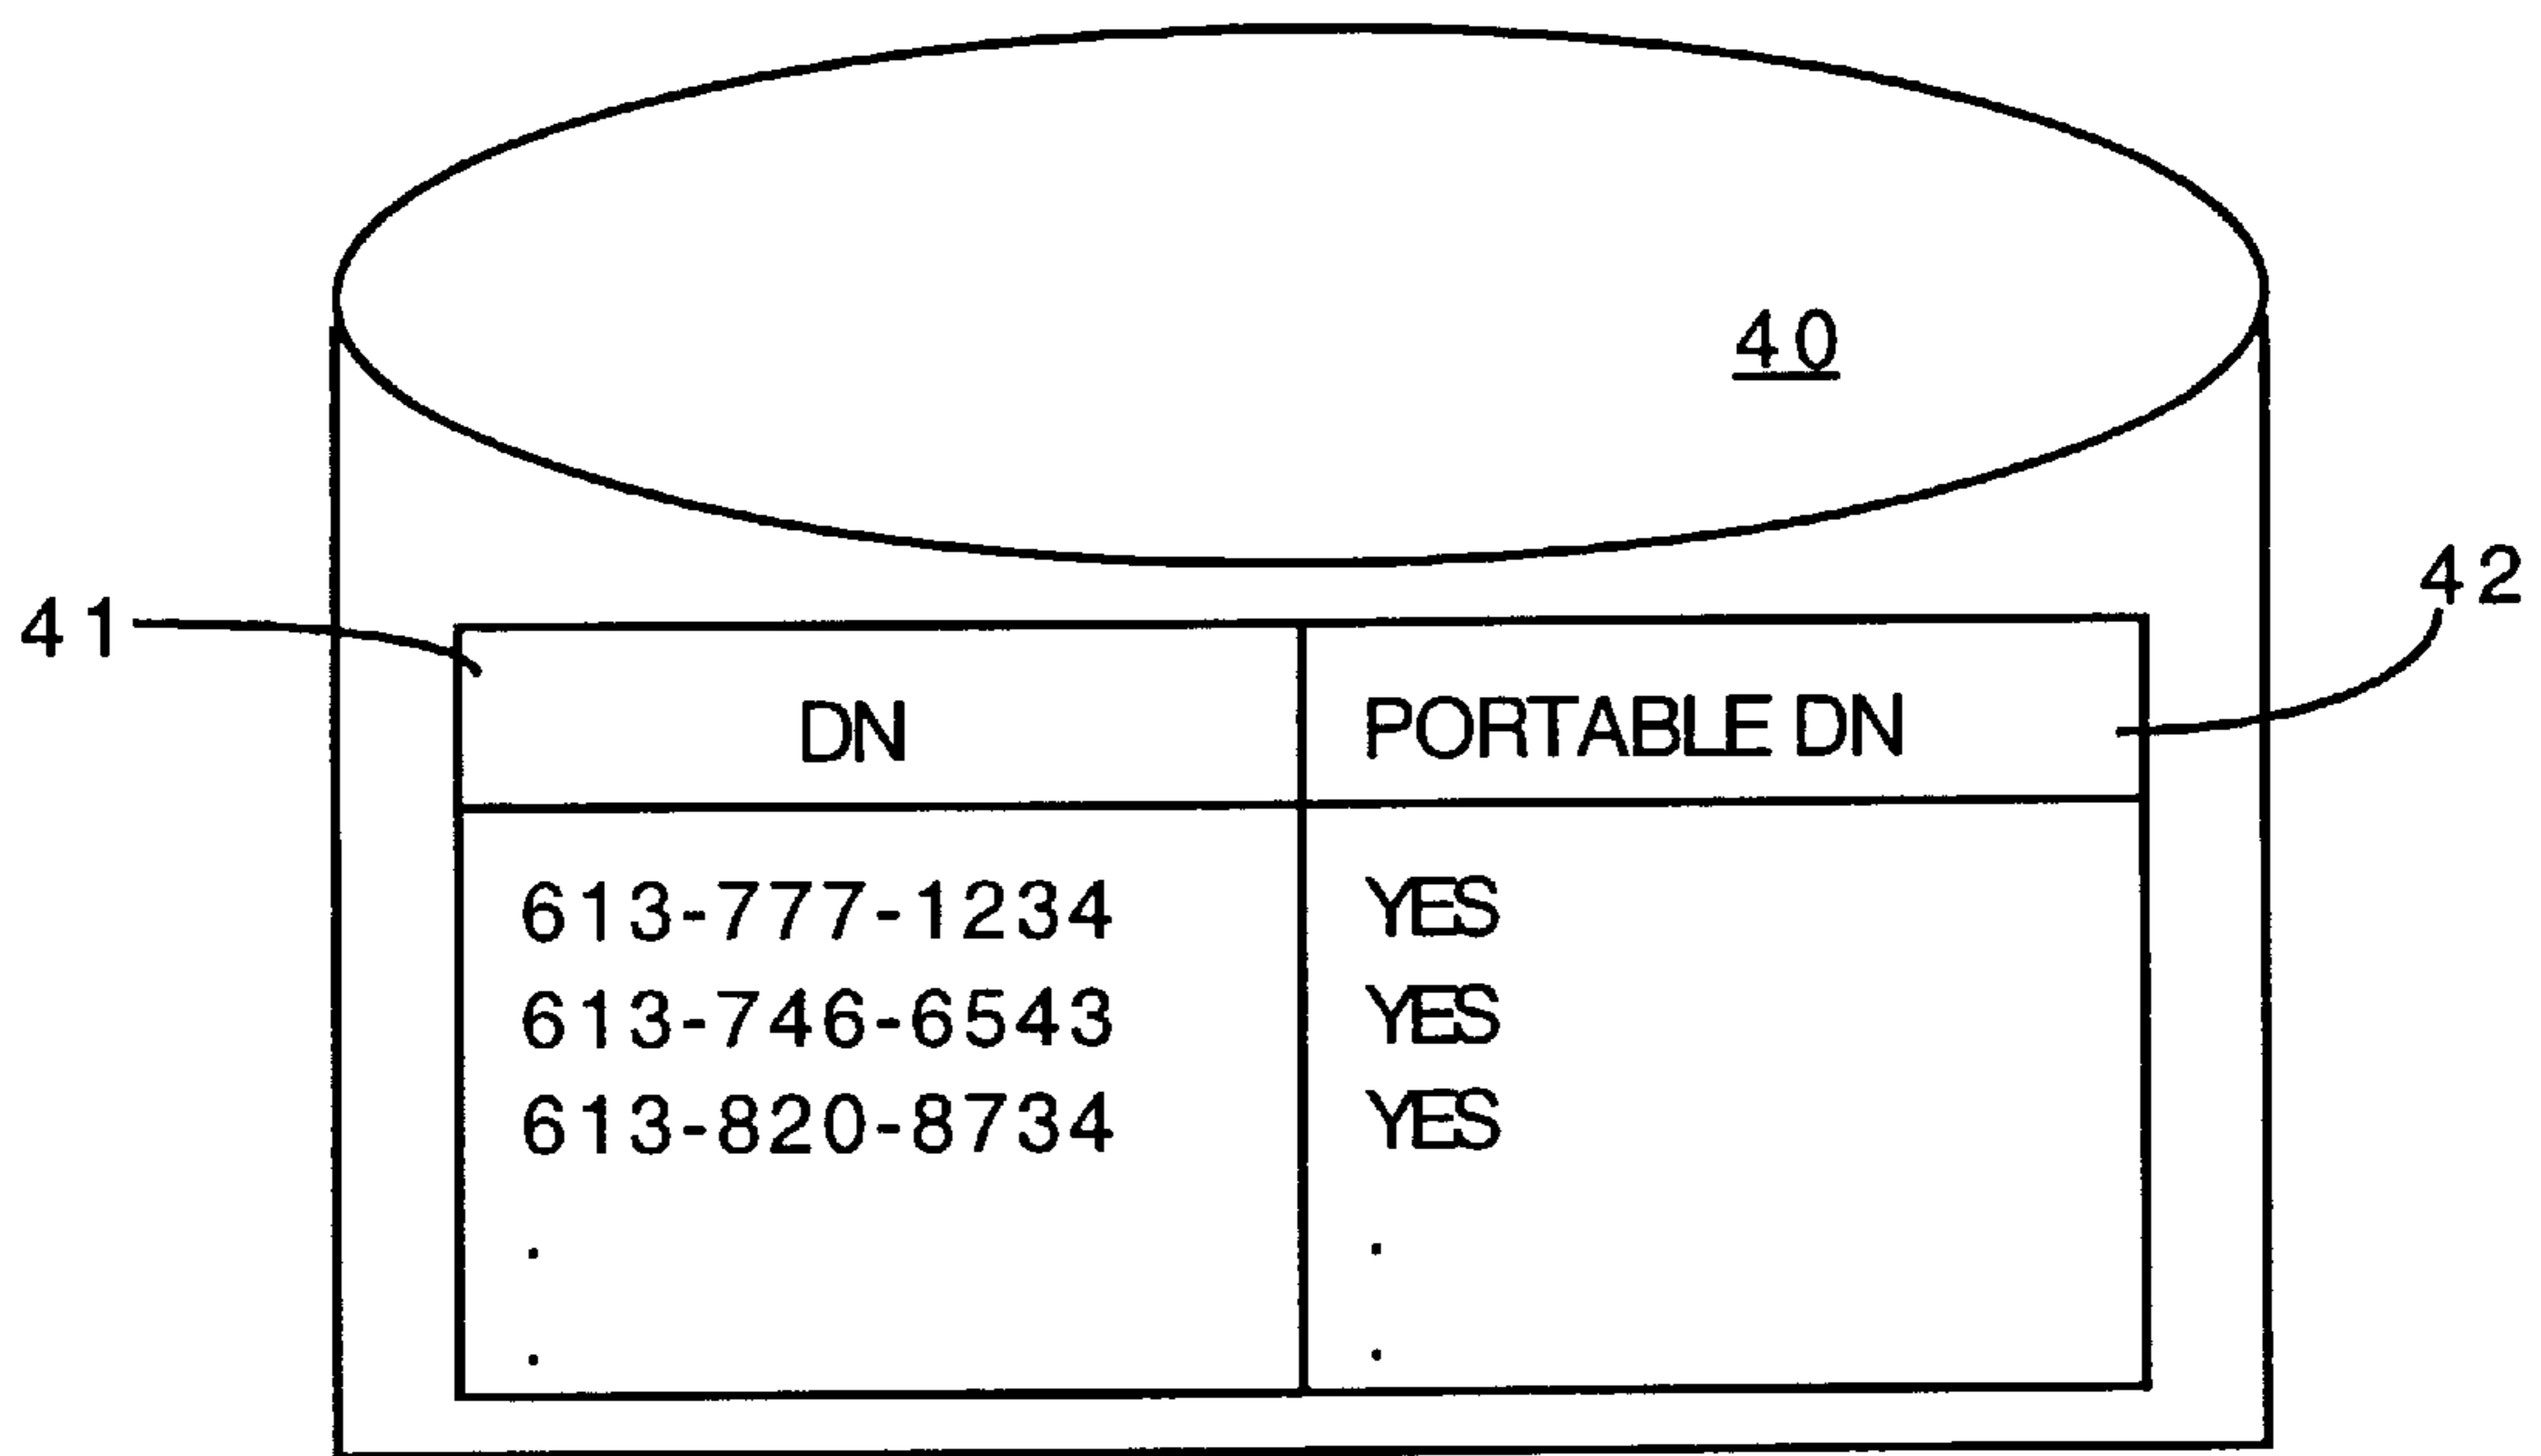 40
41
42
DN PORTABLE DN
613-777-1234 YES
613-746-6543 YES
613-820-8734 YES
. .
. .